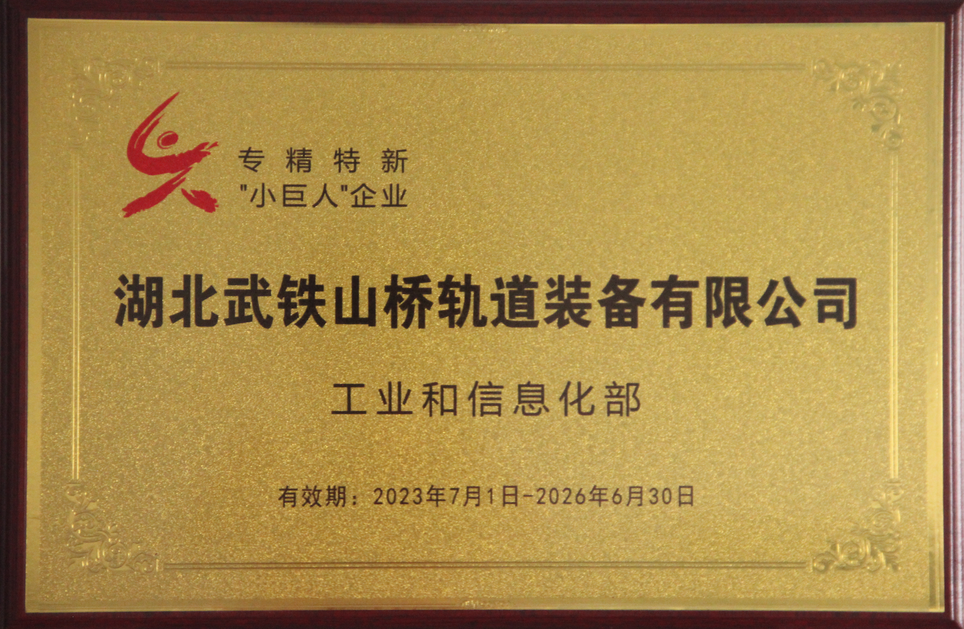 专精特新
"小巨人"企业
湖北武铁山桥轨道装备有限公司
工业和信息化部
有效期：2023年7月1日-2026年6月30日